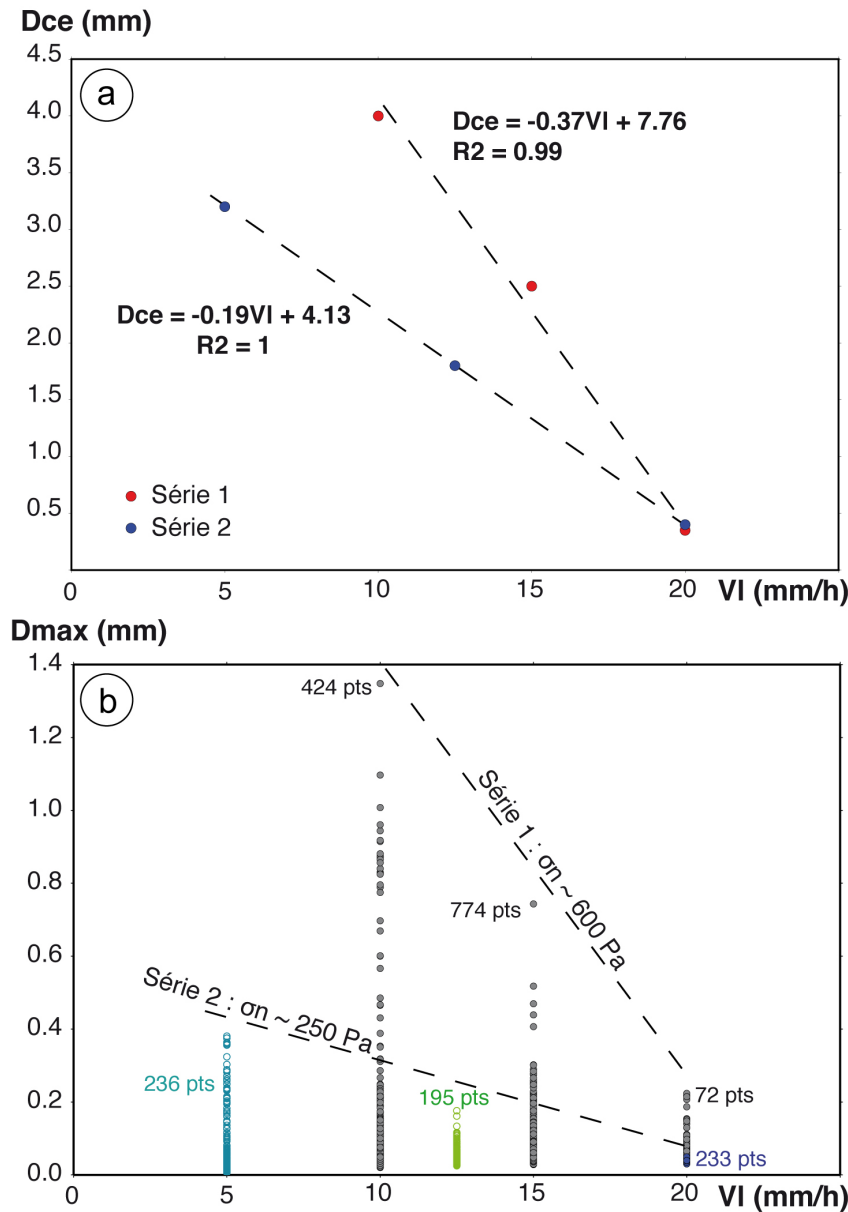 Dce (mm)
4.5
a
4.0
Dce = -0.37VI + 7.76
R2 = 0.99
3.5
3.0
2.5
Dce = -0.19VI + 4.13
R2 = 1
2.0
1.5
1.0
Série 1
Série 2
0.5
0
5
10
15
20
VI (mm/h)
Dmax (mm)
1.4
b
424 pts
1.2
1.0
Série 1 : σn ~ 600 Pa
0.8
774 pts
0.6
Série 2 : σn ~ 250 Pa
0.4
236 pts
195 pts
0.2
72 pts
233 pts
0.0
0
5
10
15
20
VI (mm/h)